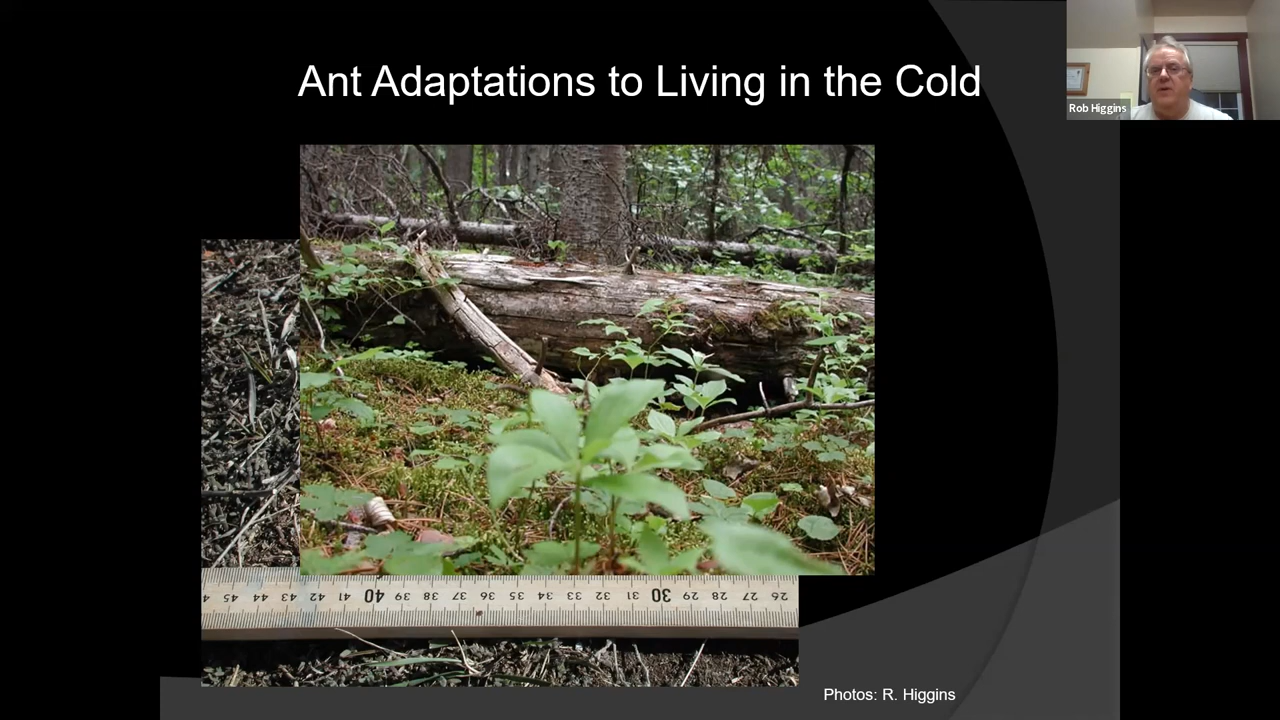 Ant Adaptations to Living in the Cold
Rob Higgins
4 45 44 43 42 41 40 39 38 37 36 35 34 33 32 31 30 29 28 27 26
Photos: R. Higgins